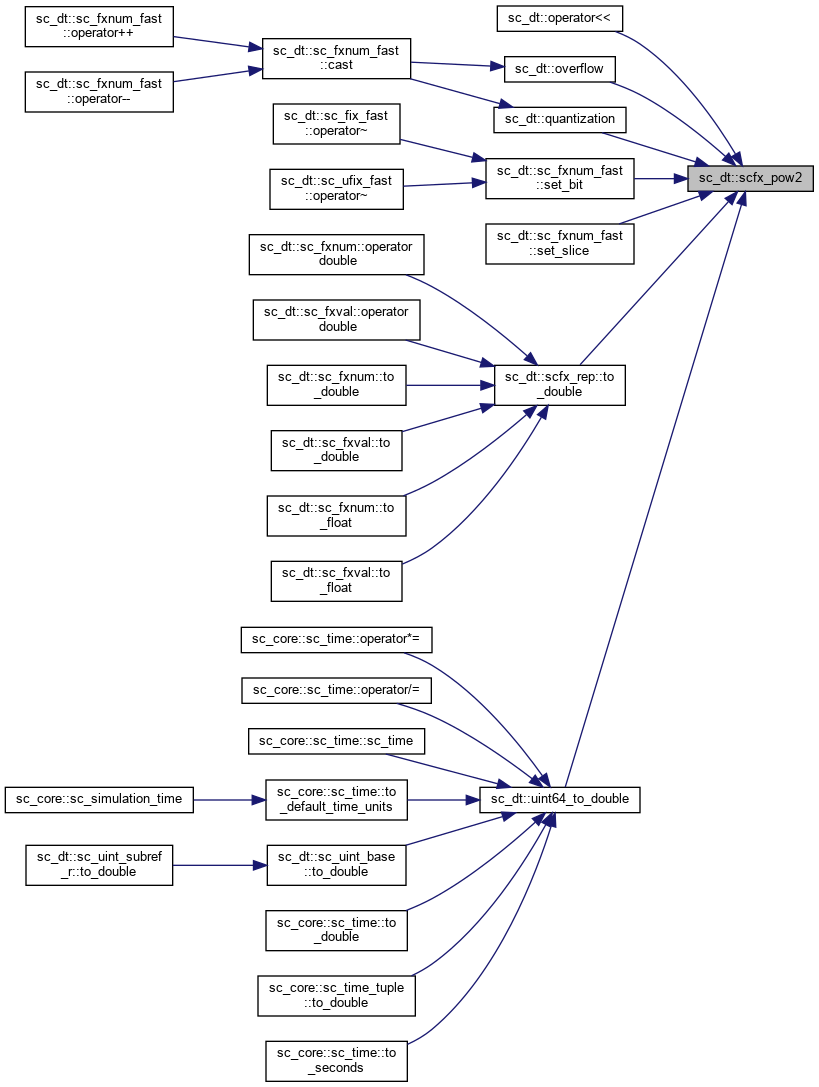 sc_dt::sc_fxnum_fast
::operator++
sc_dt::sc_fxnum_fast
::operator--
sc_dt::sc_fxnum_fast
::cast
sc_dt::operator<<
sc_dt::overflow
sc_dt::quantization
sc_dt::sc_fix_fast
::operator~
sc_dt::sc_ufix_fast
::operator~
sc_dt::sc_fxnum_fast
::set_bit
sc_dt::scfx_pow2
sc_dt::sc_fxnum_fast
::set_slice
sc_dt::sc_fxnum::operator
double
sc_dt::sc_fxval::operator
double
sc_dt::sc_fxnum::to
_double
sc_dt::scfx_rep::to
_double
sc_dt::sc_fxval::to
_double
sc_dt::sc_fxnum::to
_float
sc_dt::sc_fxval::to
_float
sc_core::sc_time::operator*=
sc_core::sc_time::operator/=
sc_core::sc_time::sc_time
sc_core::sc_simulation_time
sc_core::sc_time::to
_default_time_units
sc_dt::uint64_to_double
sc_dt::sc_uint_subref
_r::to_double
sc_dt::sc_uint_base
::to_double
sc_core::sc_time::to
_double
sc_core::sc_time_tuple
::to_double
sc_core::sc_time::to
_seconds